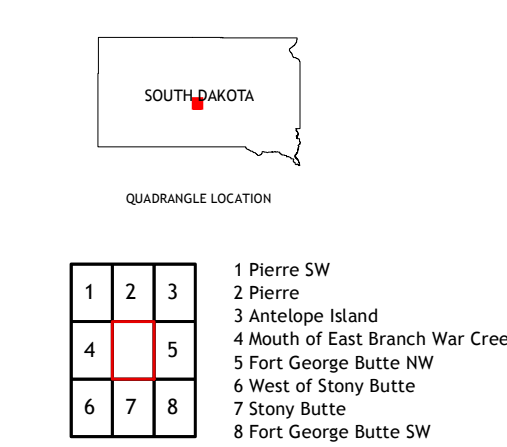 SOUTH DAKOTA
QUADRANGLE LOCATION
1 2 3
4 5
6 7 8
1 Pierre SW
2 Pierre
3 Antelope Island
4 Mouth of East Branch War Cree
5 Fort George Butte NW
6 West of Stony Butte
7 Stony Butte
8 Fort George Butte SW